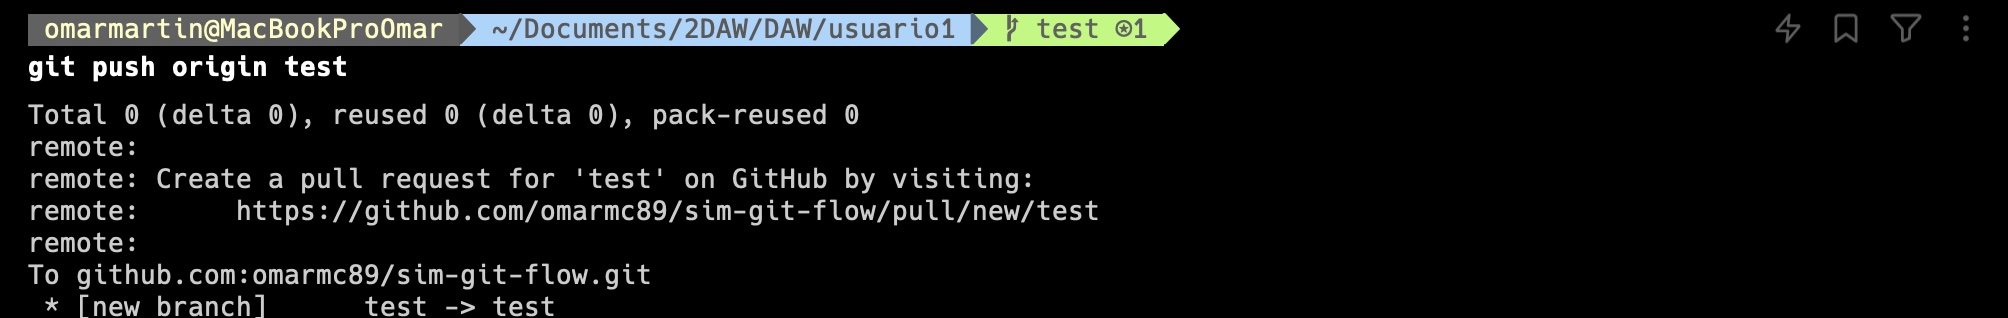 omarmartin@MacBookProOmar ~/Documents/2DAW/DAW/usuario1 test ⍟1
git push origin test
Total 0 (delta 0), reused 0 (delta 0), pack-reused 0
remote:
remote: Create a pull request for 'test' on GitHub by visiting:
remote:      https://github.com/omarmc89/sim-git-flow/pull/new/test
remote:
To github.com:omarmc89/sim-git-flow.git
 * [new branch]      test -> test